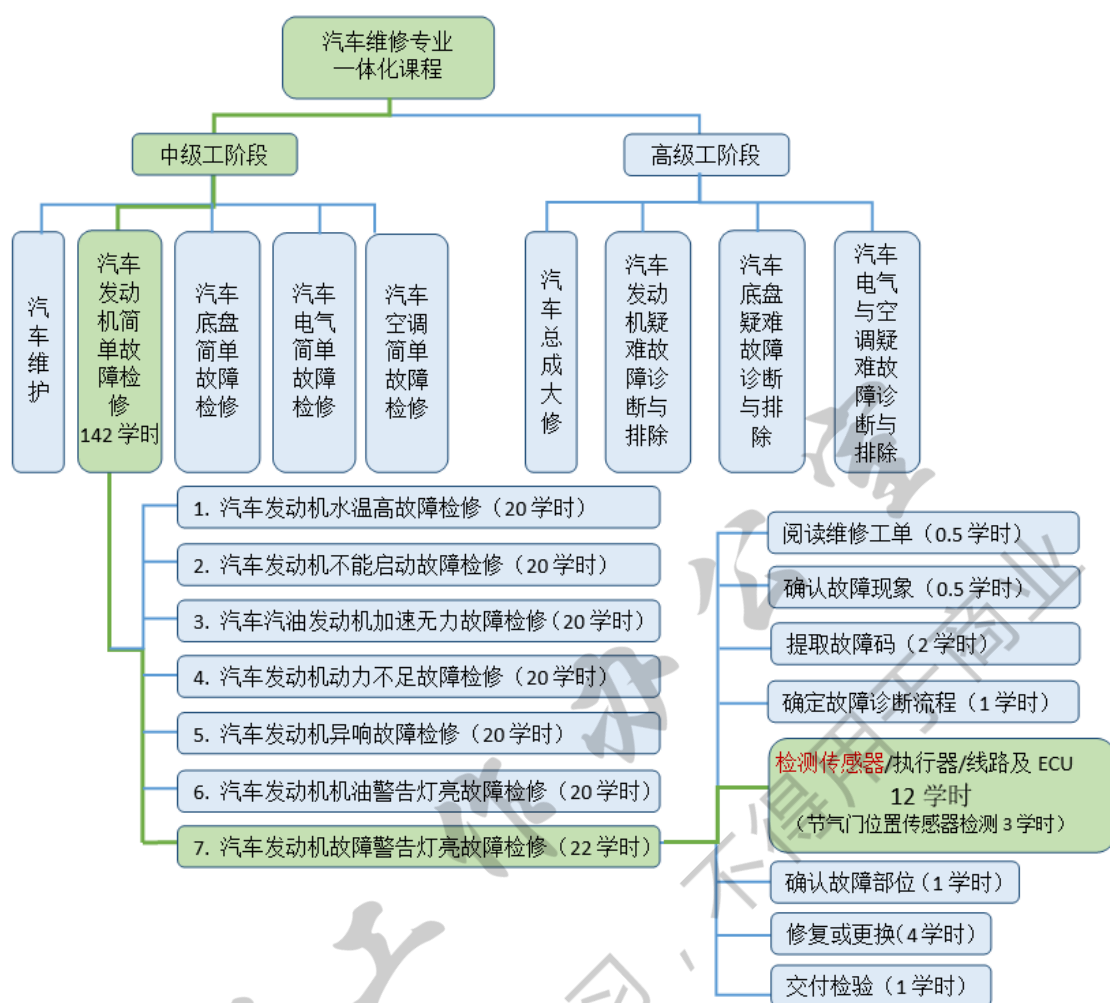 汽车维修专业
一体化课程
中级工阶段
高级工阶段
汽
车
维
护
汽车
发动
机简
单故
障检
修
142 学时
汽车
底盘
简单
故障
检修
汽车
电气
简单
故障
检修
汽车
空调
简单
故障
检修
汽
车
总
成
大
修
汽车
发动
机疑
难故
障诊
断与
排除
汽车
底盘
疑难
故障
诊断
与排
除
汽车
电气
与空
调疑
难故
障诊
断与
排除
1. 汽车发动机水温高故障检修（20 学时）
2. 汽车发动机不能启动故障检修（20 学时）
3. 汽车汽油发动机加速无力故障检修（20 学时）
4. 汽车发动机动力不足故障检修（20 学时）
5. 汽车发动机异响故障检修（20 学时）
6. 汽车发动机机油警告灯亮故障检修（20 学时）
7. 汽车发动机故障警告灯亮故障检修（22 学时）
阅读维修工单（0.5 学时）
确认故障现象（0.5 学时）
提取故障码（2 学时）
确定故障诊断流程（1 学时）
检测传感器/执行器/线路及 ECU
12 学时
（节气门位置传感器检测 3 学时）
确认故障部位（1 学时）
修复或更换（4 学时）
交付检验（1 学时）
工作办公室
网，不得用于商业